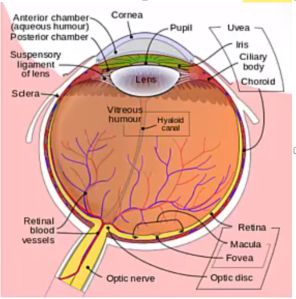 Anterior chamber
(aqueous humour)
Posterior chamber
Cornea
Pupil
Uvea
Iris
Ciliary
body
Choroid
Suspensory
ligament
of lens
Lens
Sclera
Vitreous
humour
Hyaloid
canal
Retinal
blood
vessels
Retina
Macula
Fovea
Optic nerve
Optic disc